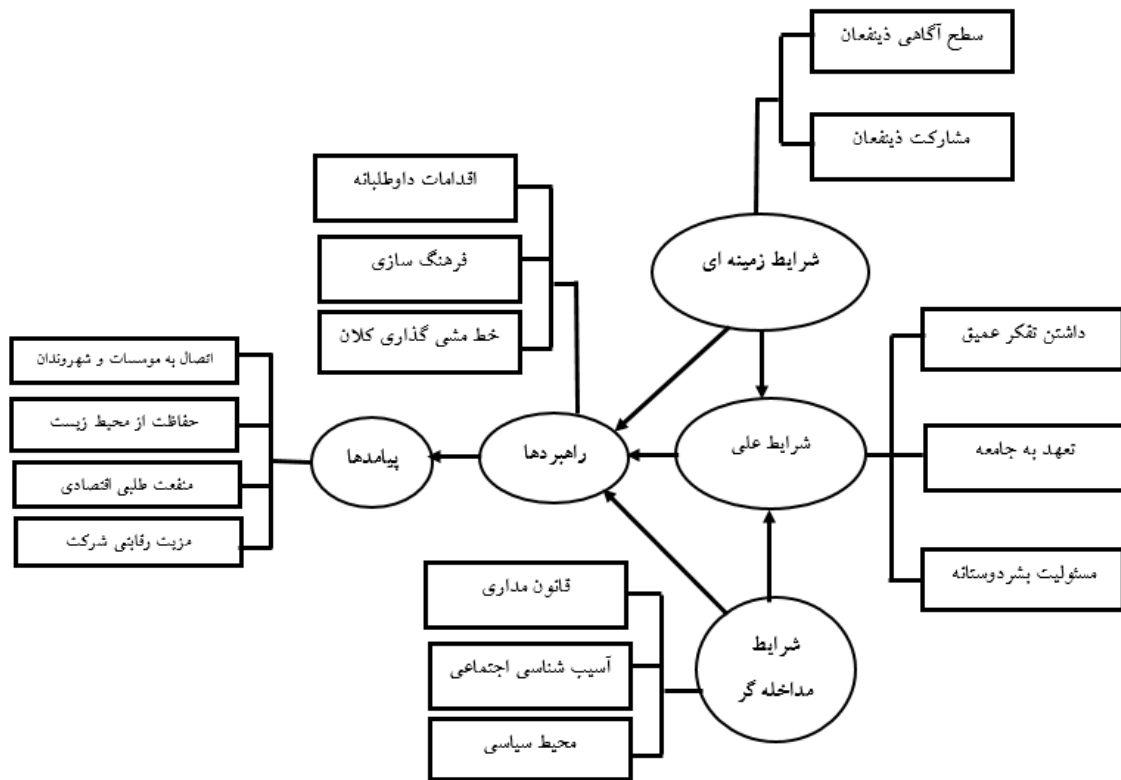 سطح آگاهی ذینفعان
مشارکت ذینفعان
شرایط زمینه ای
اقدامات داوطلبانه
فرهنگ سازی
خط مشی گذاری کلان
داشتن تفکر عمیق
تعهد به جامعه
مسئولیت بشردوستانه
شرایط علی
راهبردها
پیامدها
اتصال به موسسات و شهروندان
حفاظت از محیط زیست
منفعت طلبی اقتصادی
مزیت رقابتی شرکت
شرایط
مداخله گر
قانون مداری
آسیب شناسی اجتماعی
محیط سیاسی